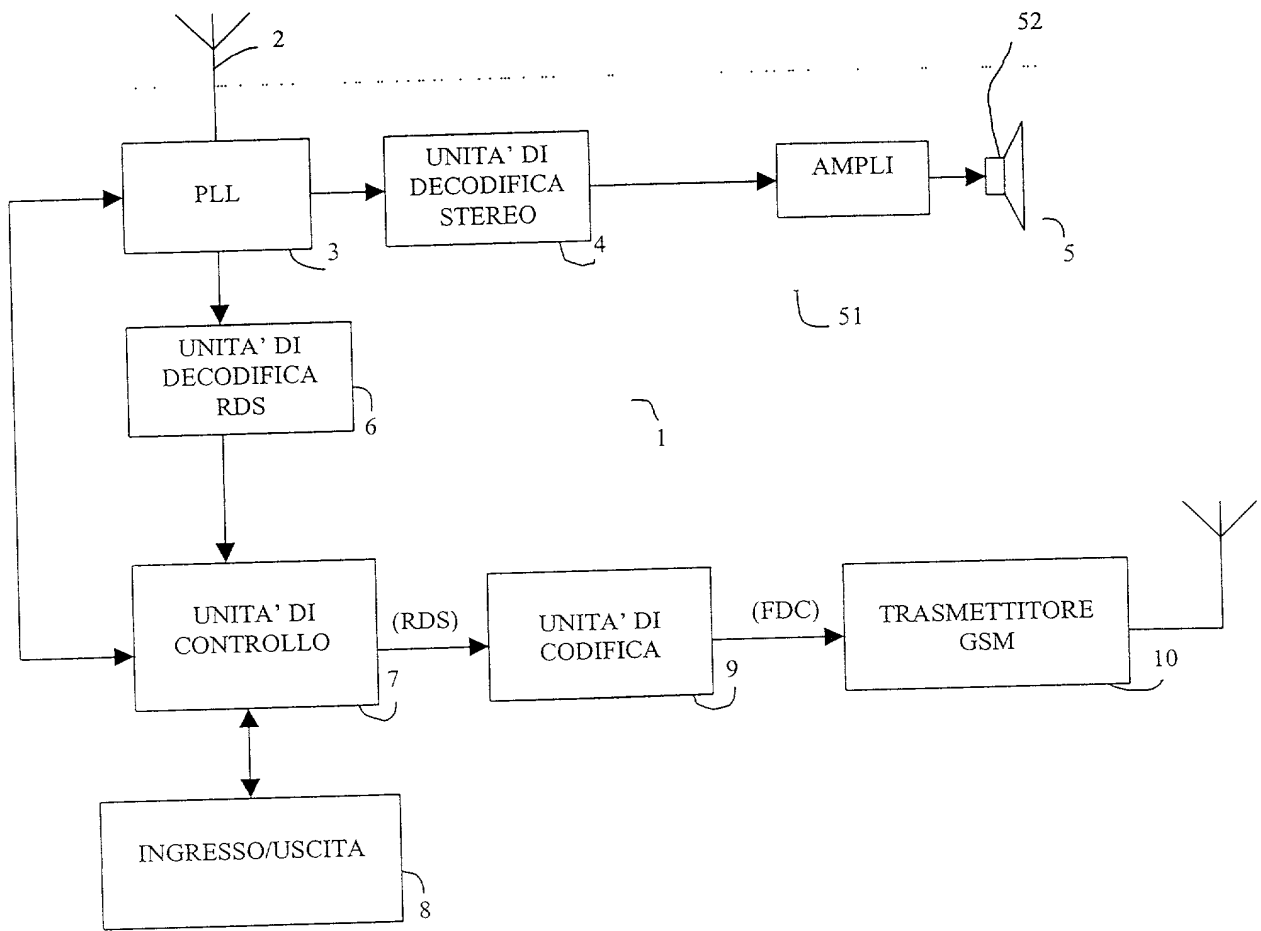 2
52
PLL
3
UNITA’ DI
DECODIFICA
STEREO
4
AMPLI
5
51
UNITA’ DI
DECODIFICA
RDS
6
1
UNITA’ DI
CONTROLLO
7
(RDS)
UNITA’ DI
CODIFICA
9
(FDC)
TRASMETTITORE
GSM
10
INGRESSO/USCITA
8